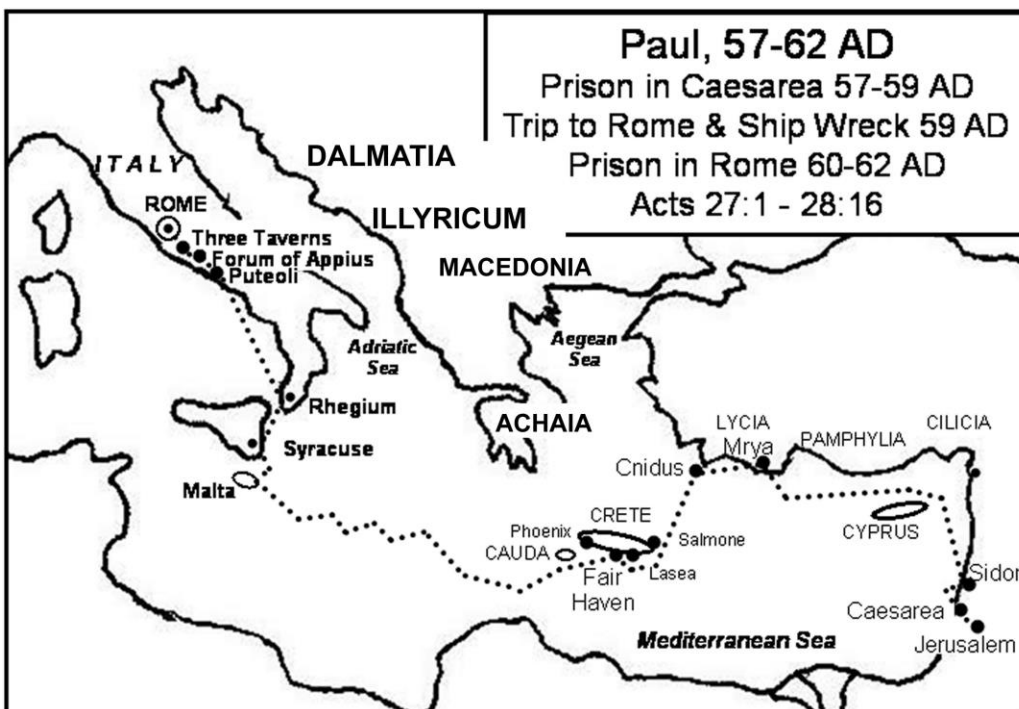 Paul, 57-62 AD
Prison in Caesarea 57-59 AD
Trip to Rome & Ship Wreck 59 AD
Prison in Rome 60-62 AD
Acts 27:1 - 28:16
ITALY
DALMATIA
ROME
ILLYRICUM
Three Taverns
Forum of Appius
Puteoli
MACEDONIA
Adriatic
Sea
Aegean
Sea
Rhegium
ACHAIA
Syracuse
LYCIA
CILICIA
Mrya
PAMPHYLIA
Cnidus
Malta
CRETE
Phoenix
Salmone
CAUDA
CYPRUS
Fair
Haven
Lasea
Sidon
Caesarea
Jerusalem
Mediterranean Sea